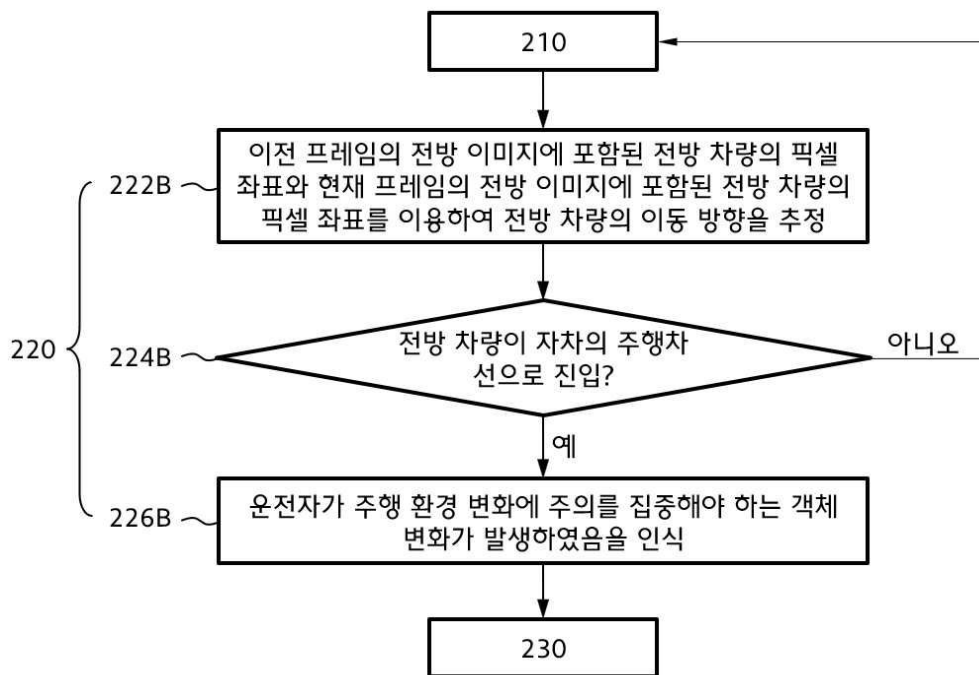 210
이전 프레임의 전방 이미지에 포함된 전방 차량의 픽셀
222B
좌표와 현재 프레임의 전방 이미지에 포함된 전방 차량의
픽셀 좌표를 이용하여 전방 차량의 이동 방향을 추정
220
224B
전방 차량이 자차의 주행차
선으로 진입?
아니오
예
226B
운전자가 주행 환경 변화에 주의를 집중해야 하는 객체
변화가 발생하였음을 인식
230